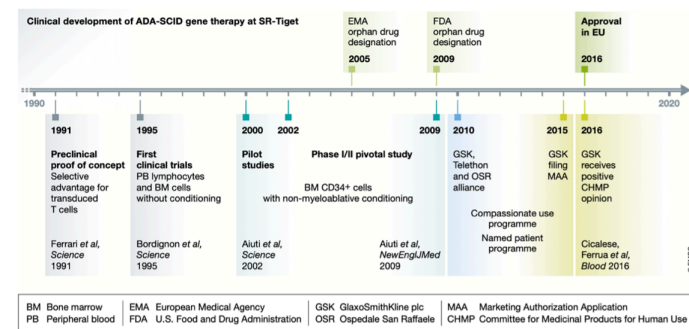 Clinical development of ADA-SCID gene therapy at SR-Tiget
EMA
orphan drug
designation
2005
FDA
orphan drug
designation
2009
Approval
in EU
2016
1990
2020
1991
Preclinical
proof of concept
Selective
advantage for
transduced
T cells
Ferrari et al,
Science
1991
1995
First
clinical trials
PB lymphocytes
and BM cells
without conditioning
Bordignon et al,
Science
1995
2000
2002
2009
Pilot
studies
Phase I/II pivotal study
BM CD34+ cells
with non-myeloablative conditioning
Aiuti et al,
Science
2002
Aiuti et al,
NewEnglJMed
2009
2010
GSK,
Telethon
and OSR
alliance
Compassionate use
programme
Named patient
programme
2015
GSK
filing
MAA
2016
GSK
receives
positive
CHMP
opinion
Cicalese,
Ferrua et al,
Blood 2016
BM Bone marrow
PB Peripheral blood
EMA European Medical Agency
FDA U.S. Food and Drug Administration
GSK GlaxoSmithKline plc
OSR Ospedale San Raffaele
MAA Marketing Authorization Application
CHMP Committee for Medicinal Products for Human Use